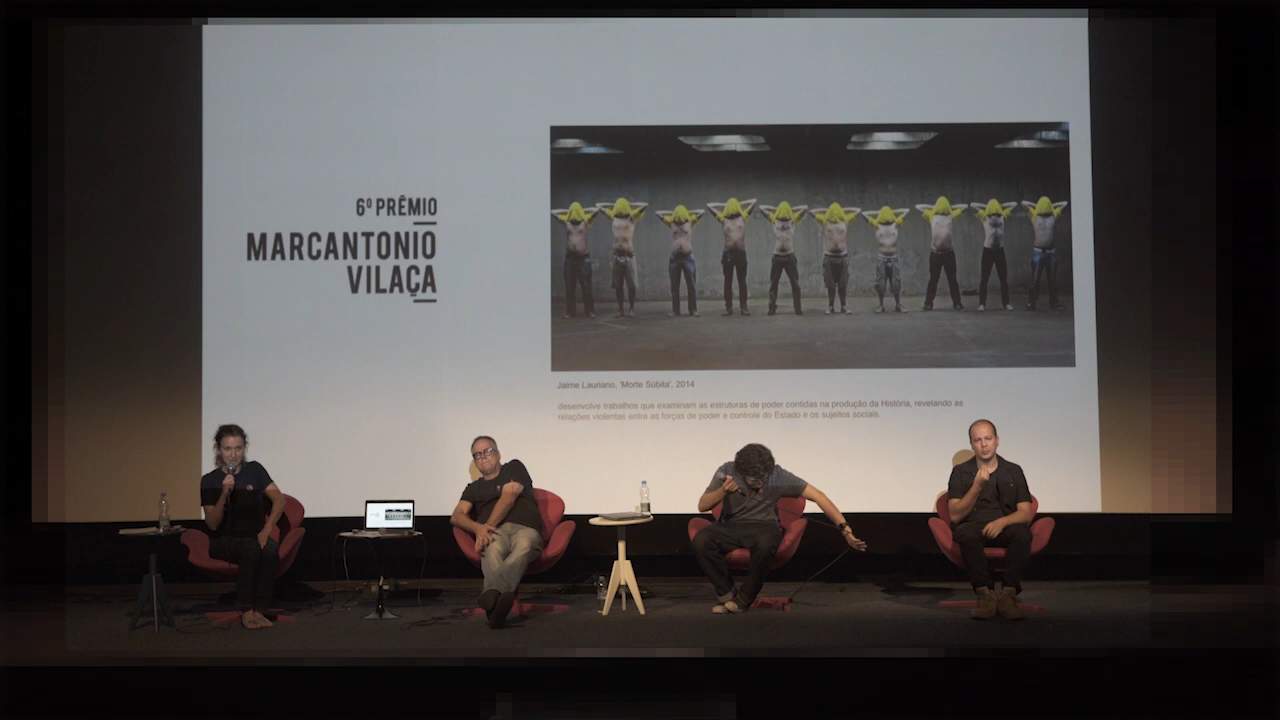 6º PRÊMIO
MARCANTONIO
VILAÇA
Jaime Lauriano, 'Morte Súbita', 2014
desenvolve trabalhos que examinam as estruturas de poder contidas na produção da História, revelando as
relações violentas entre as forças de poder e controle do Estado e os sujeitos sociais.